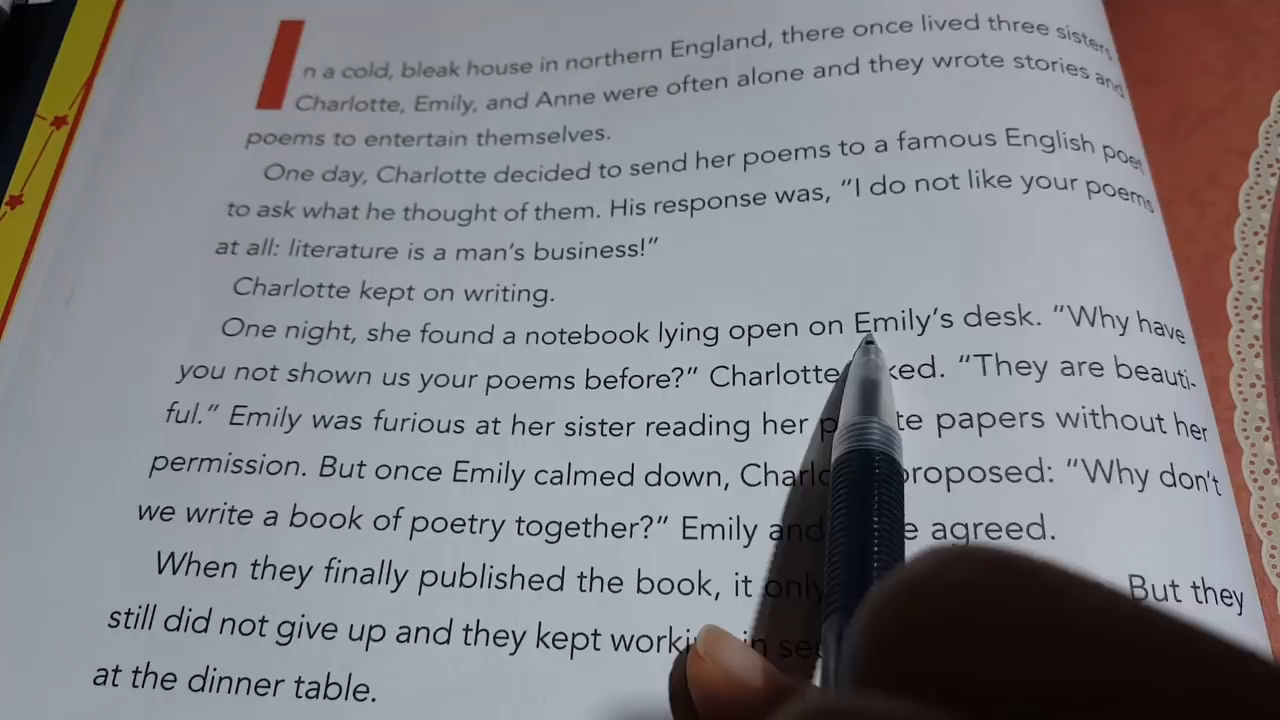 In a cold, bleak house in northern England, there once lived three sisters
Charlotte, Emily, and Anne were often alone and they wrote stories and
poems to entertain themselves.
One day, Charlotte decided to send her poems to a famous English poet
to ask what he thought of them. His response was, “I do not like your poems
at all: literature is a man’s business!”
Charlotte kept on writing.
One night, she found a notebook lying open on Emily’s desk. “Why have
you not shown us your poems before?” Charlotte “They are beauti-
ful.” Emily was furious at her sister reading her papers without her
permission. But once Emily calmed down, proposed: “Why don’t
we write a book of poetry together?” Emily and agreed.
When they finally published the book, it only But they
still did not give up and they kept in
at the dinner table.